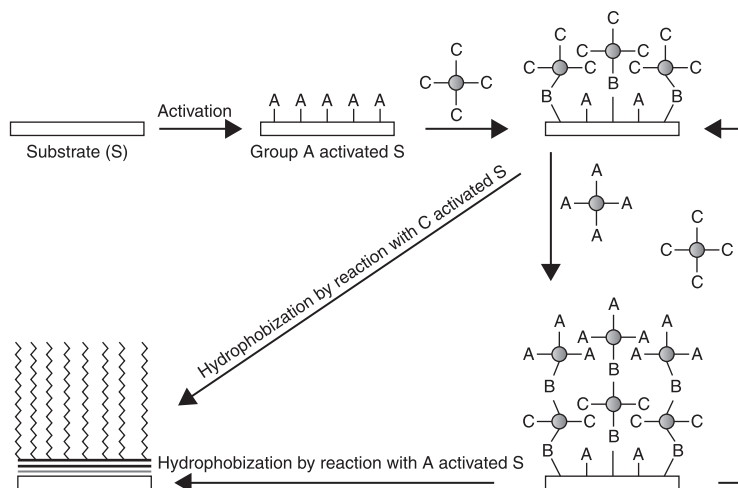 C
C C C
C C
C C C C C
A A A A A
C C
B
B A A B
C
Activation
Substrate (S)
Group A activated S
A
A A
A
C
C C
C
Hydrophobization by reaction with C activated S
A
A A A A
A A A A
B
B B
C C
C C C C
B
B A A B
Hydrophobization by reaction with A activated S